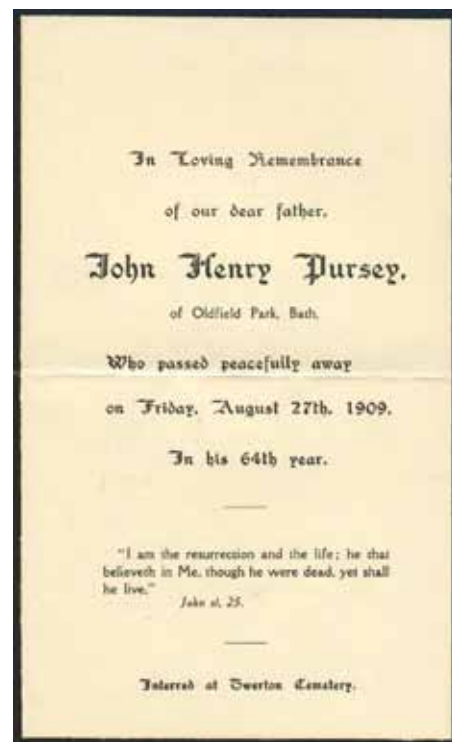 In Loving Remembrance
of our dear father,
John Henry Pursey,
of Oldfield Park, Bath,
Who passed peacefully away
on Friday, August 27th, 1909,
In his 64th year.
"I am the resurrection and the life; he that
believeth in Me, though he were dead, yet shall
he live."
John xi, 25.
Interred at Twerton Cemetery.